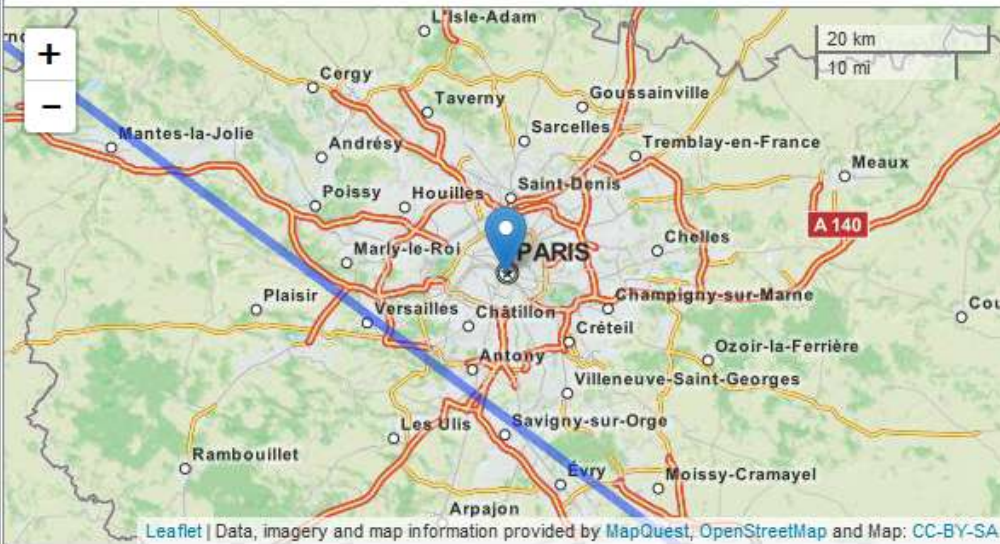 L'Isle-Adam
20 km
10 mi
+
−
Cergy
Taverny
Goussainville
Mantes-la-Jolie
Andrésy
Sarcelles
Tremblay-en-France
Meaux
Poissy
Houilles
Saint-Denis
A 140
Marly-le-Roi
PARIS
Chelles
Plaisir
Versailles
Châtillon
Champigny-sur-Marne
Cou
Créteil
Antony
Ozoir-la-Ferrière
Villeneuve-Saint-Georges
Les Ulis
Savigny-sur-Orge
Rambouillet
Évry
Moissy-Cramayel
Arpajon
Leaflet | Data, imagery and map information provided by MapQuest, OpenStreetMap and Map: CC-BY-SA